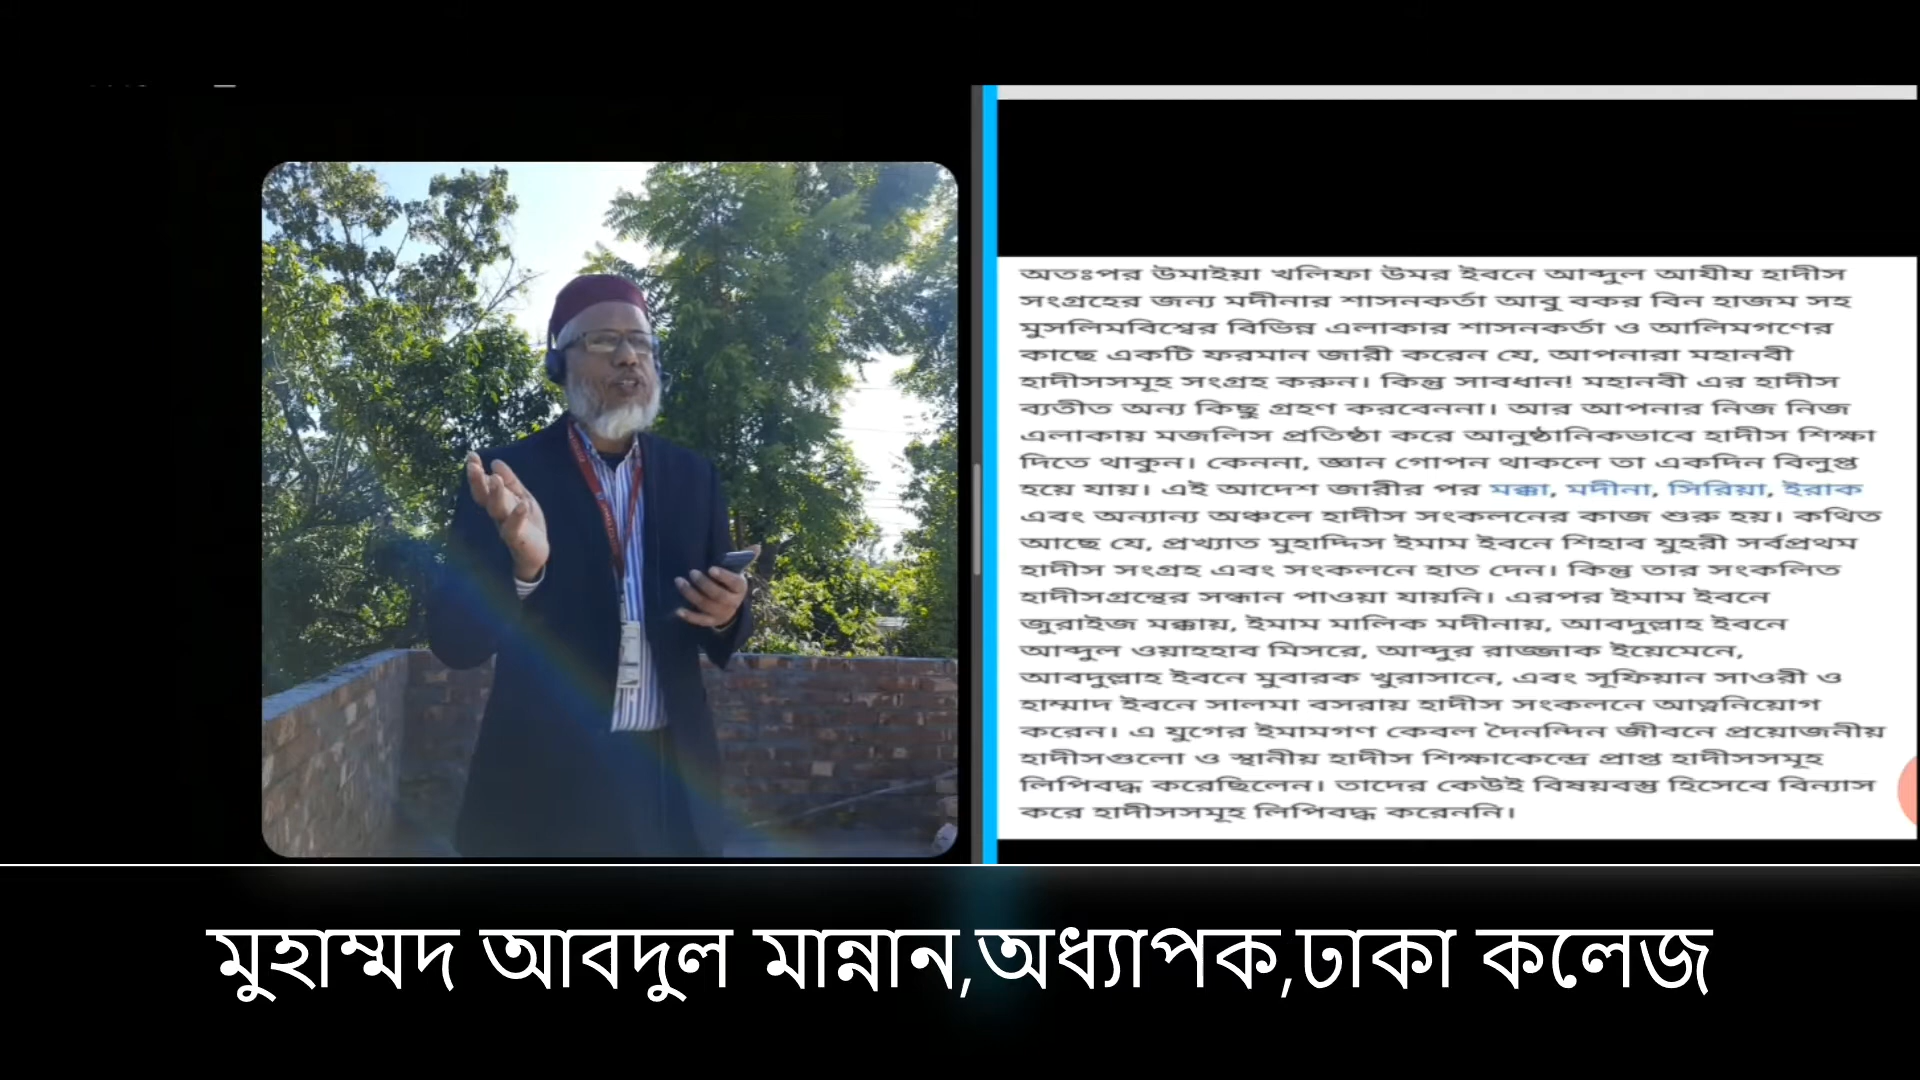 অতঃপর উমাইয়া খলিফা উমর ইবনে আব্দুল আযীয হাদীস
সংগ্রহের জন্য মদীনার শাসনকর্তা আবু বকর বিন হাজম সহ
মুসলিমবিশ্বের বিভিন্ন এলাকার শাসনকর্তা ও আলিমগণের
কাছে একটি ফরমান জারী করেন যে, আপনারা মহানবী
হাদীসসমূহ সংগ্রহ করুন। কিন্তু সাবধান! মহানবী এর হাদীস
ব্যতীত অন্য কিছু গ্রহণ করবেননা। আর আপনার নিজ নিজ
এলাকায় মজলিস প্রতিষ্ঠা করে আনুষ্ঠানিকভাবে হাদীস শিক্ষা
দিতে থাকুন। কেননা, জ্ঞান গোপন থাকলে তা একদিন বিলুপ্ত
হয়ে যায়। এই আদেশ জারীর পর মক্কা, মদীনা, সিরিয়া, ইরাক
এবং অন্যান্য অঞ্চলে হাদীস সংকলনের কাজ শুরু হয়। কথিত
আছে যে, প্রখ্যাত মুহাদ্দিস ইমাম ইবনে শিহাব যুহরী সর্বপ্রথম
হাদীস সংগ্রহ এবং সংকলনে হাত দেন। কিন্তু তার সংকলিত
হাদীসগ্রন্থের সন্ধান পাওয়া যায়নি। এরপর ইমাম ইবনে
জুরাইজ মক্কায়, ইমাম মালিক মদীনায়, আবদুল্লাহ ইবনে
আব্দুল ওয়াহহাব মিসরে, আব্দুর রাজ্জাক ইয়েমেনে,
আবদুল্লাহ ইবনে মুবারক খুরাসানে, এবং সূফিয়ান সাওরী ও
হাম্মাদ ইবনে সালমা বসরায় হাদীস সংকলনে আত্ননিয়োগ
করেন। এ যুগের ইমামগণ কেবল দৈনন্দিন জীবনে প্রয়োজনীয়
হাদীসগুলো ও স্থানীয় হাদীস শিক্ষাকেন্দ্রে প্রাপ্ত হাদীসসমূহ
লিপিবদ্ধ করেছিলেন। তাদের কেউই বিষয়বস্তু হিসেবে বিন্যাস
করে হাদীসসমূহ লিপিবদ্ধ করেননি।
মুহাম্মদ আবদুল মান্নান,অধ্যাপক,ঢাকা কলেজ